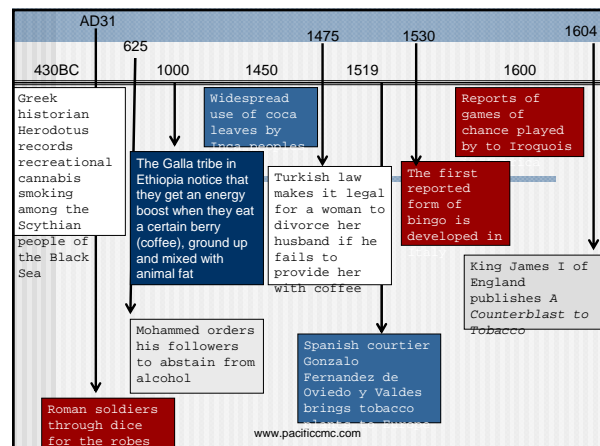 AD31
625
1475
1530
1604
430BC
1000
1450
1519
1600
Greek
historian
Herodotus
records
recreational
cannabis
smoking
among the
Scythian
people of
the Black
Sea
Widespread
use of coca
leaves by
Inca peoples
Reports of
games of
chance played
by to Iroquois
The Galla tribe in
Ethiopia notice that
they get an energy
boost when they eat
a certain berry
(coffee), ground up
and mixed with
animal fat
Turkish law
makes it legal
for a woman to
divorce her
husband if he
fails to
provide her
with coffee
The first
reported
form of
bingo is
developed in
King James I of
England
publishes A
Counterblast to
Tobacco
Mohammed orders
his followers
to abstain from
alcohol
Spanish courtier
Gonzalo
Fernandez de
Oviedo y Valdes
brings tobacco
plants to Europe
Roman soldiers
through dice
for the robes
www.pacificcmc.com